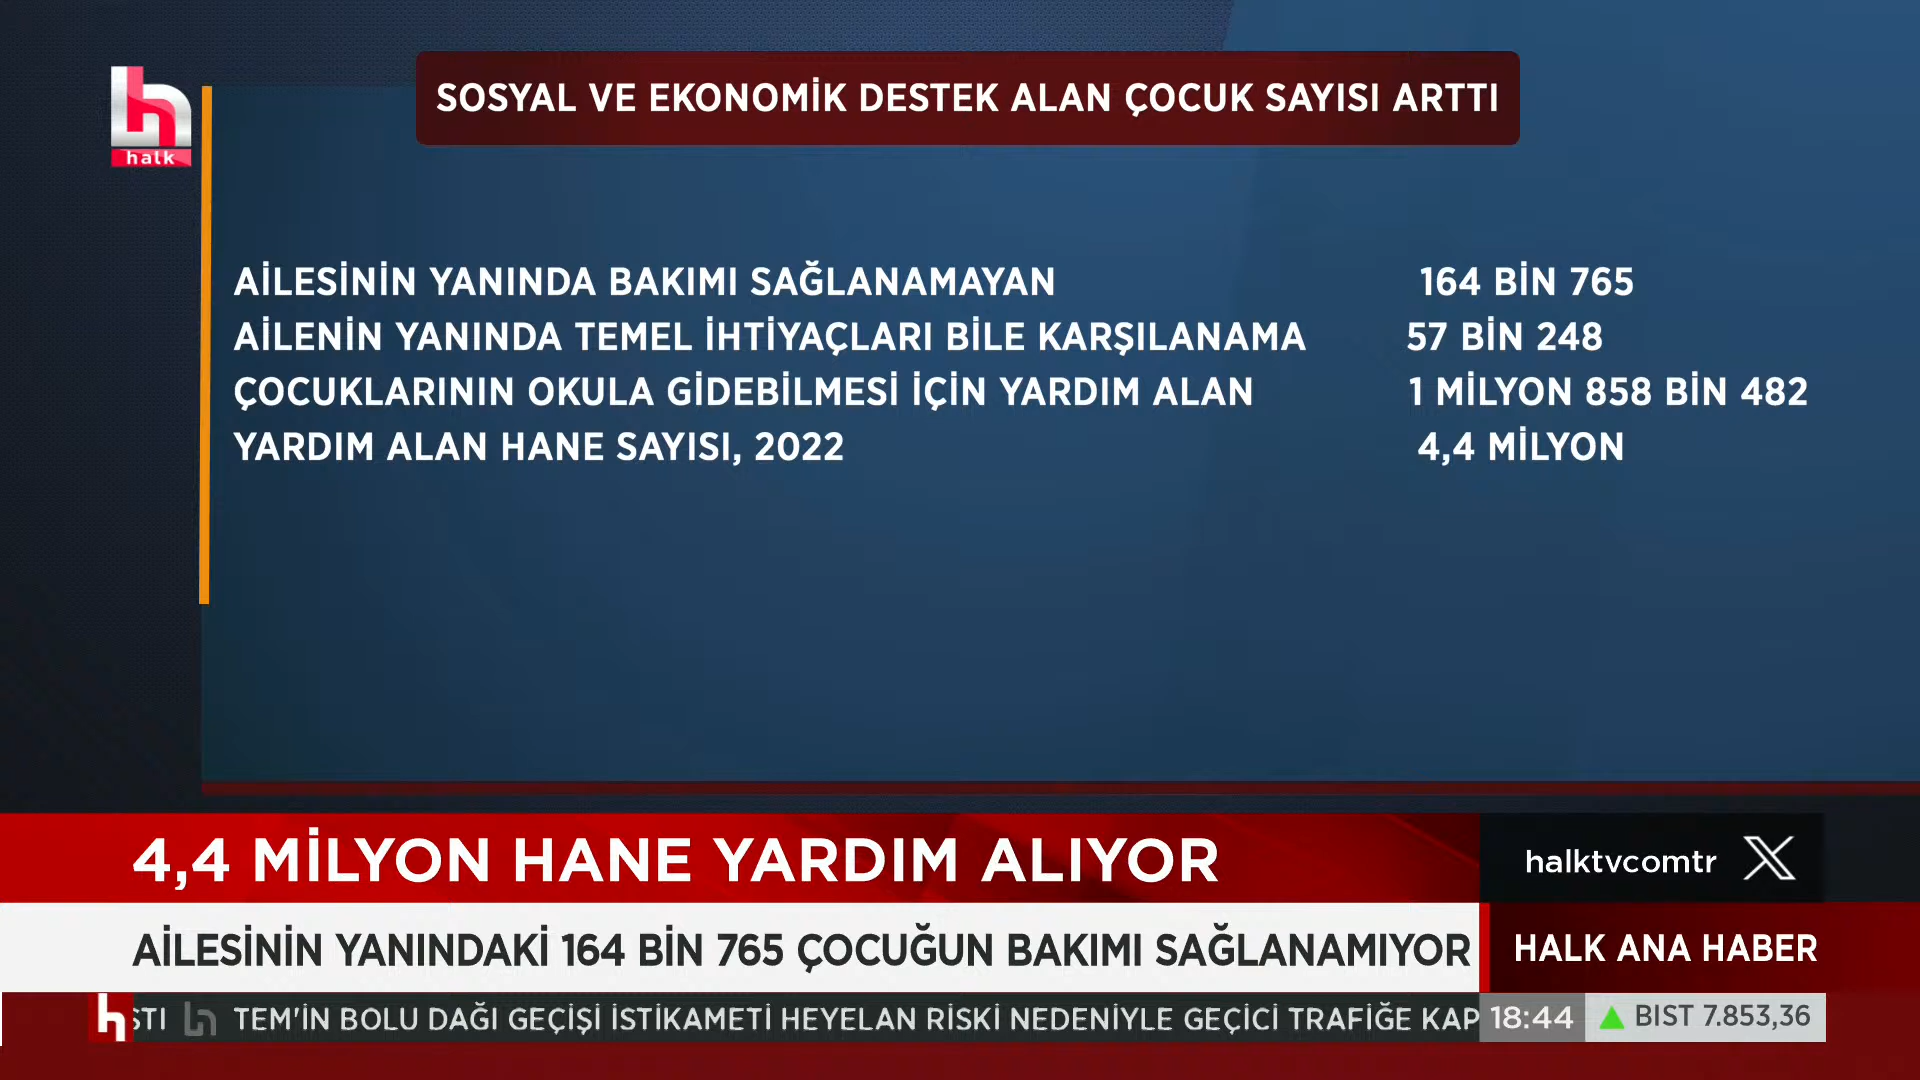 SOSYAL VE EKONOMİK DESTEK ALAN ÇOCUK SAYISI ARTTI
halk
AİLESİNİN YANINDA BAKIMI SAĞLANAMAYAN 164 BİN 765
AİLENİN YANINDA TEMEL İHTİYAÇLARI BİLE KARŞILANAMA 57 BİN 248
ÇOCUKLARININ OKULA GİDEBİLMESİ İÇİN YARDIM ALAN 1 MİLYON 858 BİN 482
YARDIM ALAN HANE SAYISI, 2022 4,4 MİLYON
4,4 MİLYON HANE YARDIM ALIYOR
halktvcomtr
AİLESİNİN YANINDAKİ 164 BİN 765 ÇOCUĞUN BAKIMI SAĞLANAMIYOR
HALK ANA HABER
STI TEM'İN BOLU DAĞI GEÇİŞİ İSTİKAMETİ HEYELAN RİSKİ NEDENİYLE GEÇİCİ TRAFİĞE KAP 18:44 BIST 7.853,36